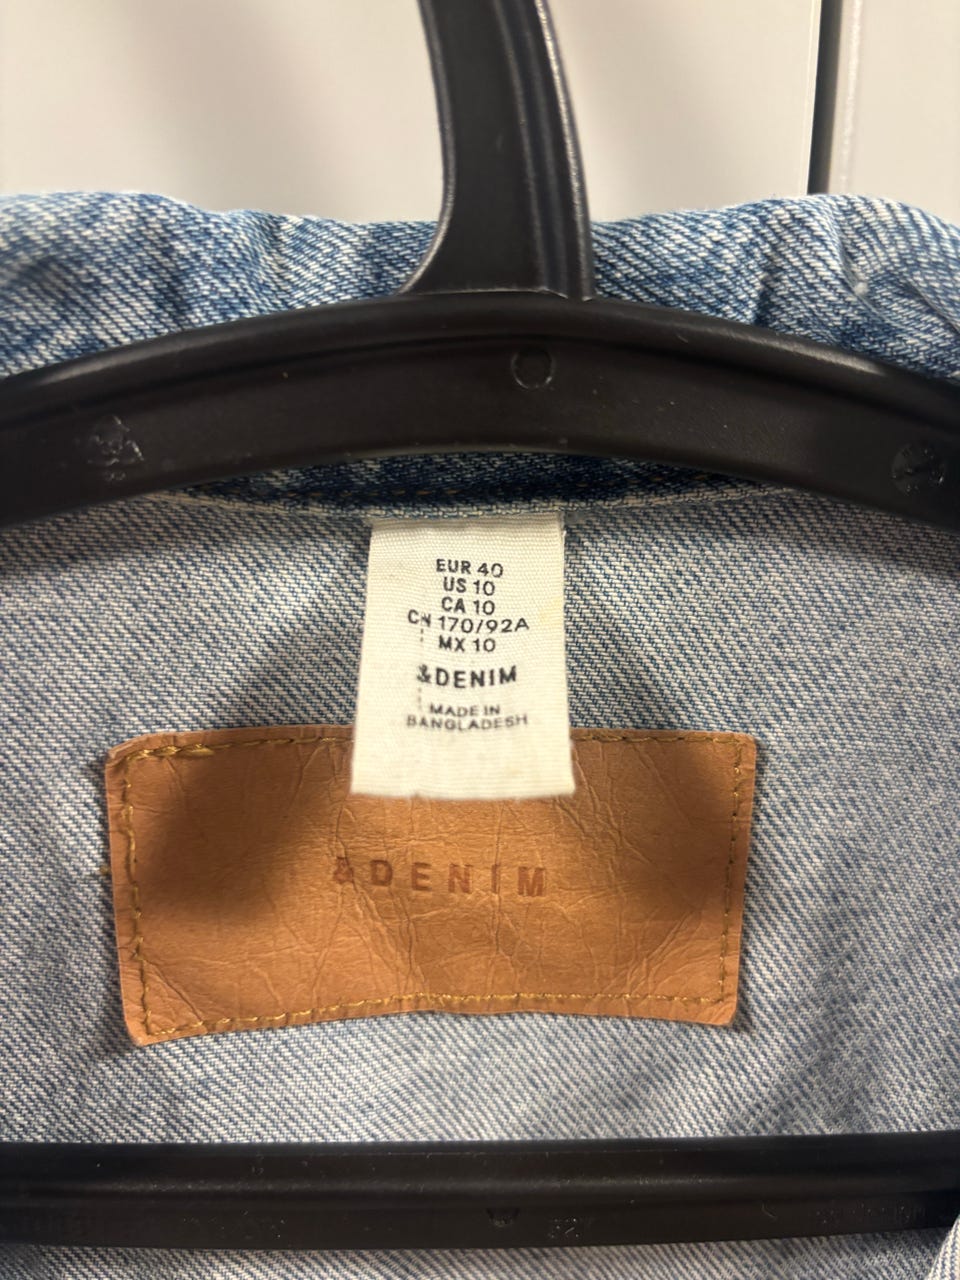 EUR 40
US 10
CA 10
CN 170/92A
MX 10
&DENIM
MADE IN
BANGLADESH
&DENIM